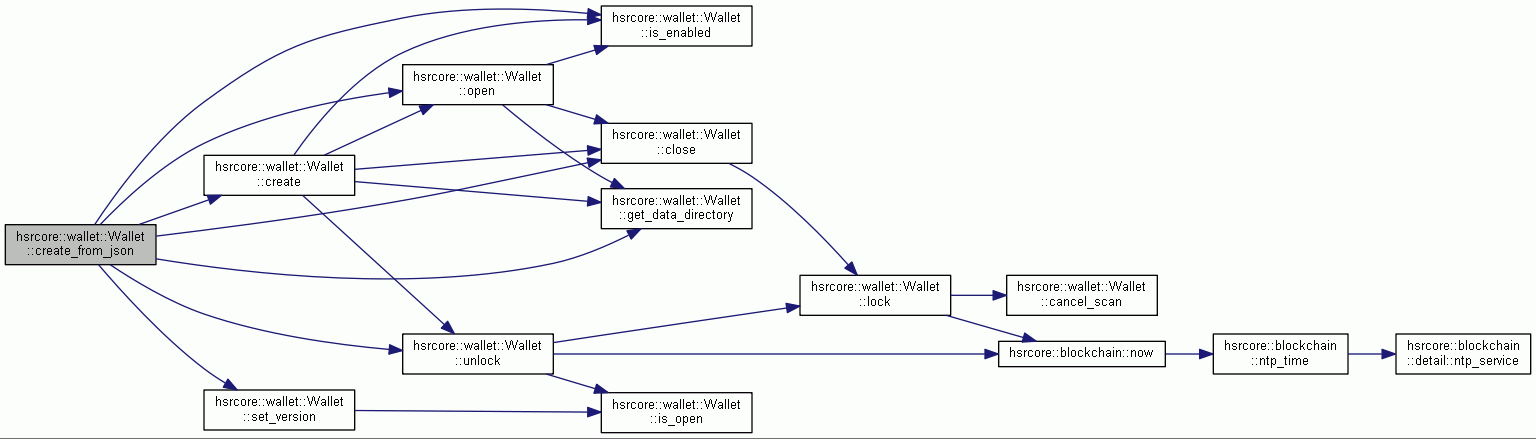 hsrcore::wallet::Wallet
::create_from_json
hsrcore::wallet::Wallet
::create
hsrcore::wallet::Wallet
::set_version
hsrcore::wallet::Wallet
::open
hsrcore::wallet::Wallet
::unlock
hsrcore::wallet::Wallet
::is_enabled
hsrcore::wallet::Wallet
::close
hsrcore::wallet::Wallet
::get_data_directory
hsrcore::wallet::Wallet
::is_open
hsrcore::wallet::Wallet
::lock
hsrcore::wallet::Wallet
::cancel_scan
hsrcore::blockchain::now
hsrcore::blockchain
::ntp_time
hsrcore::blockchain
::detail::ntp_service